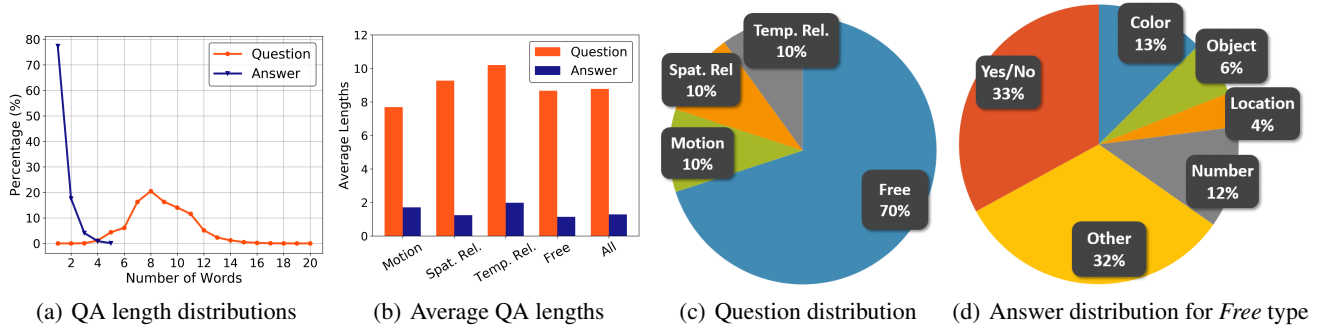 80
70
60
50
40
30
20
10
0
Percentage (%)
2 4 6 8 10 12 14 16 18 20
Number of Words
Question
Answer
(a) QA length distributions
12
10
8
6
4
2
0
Average Lengths
Motion
Spat. Rel.
Temp. Rel.
Free
All
Question
Answer
(b) Average QA lengths
Temp. Rel.
10%
Spat. Rel
10%
Motion
10%
Free
70%
(c) Question distribution
Color
13%
Object
6%
Location
4%
Number
12%
Other
32%
Yes/No
33%
(d) Answer distribution for Free type